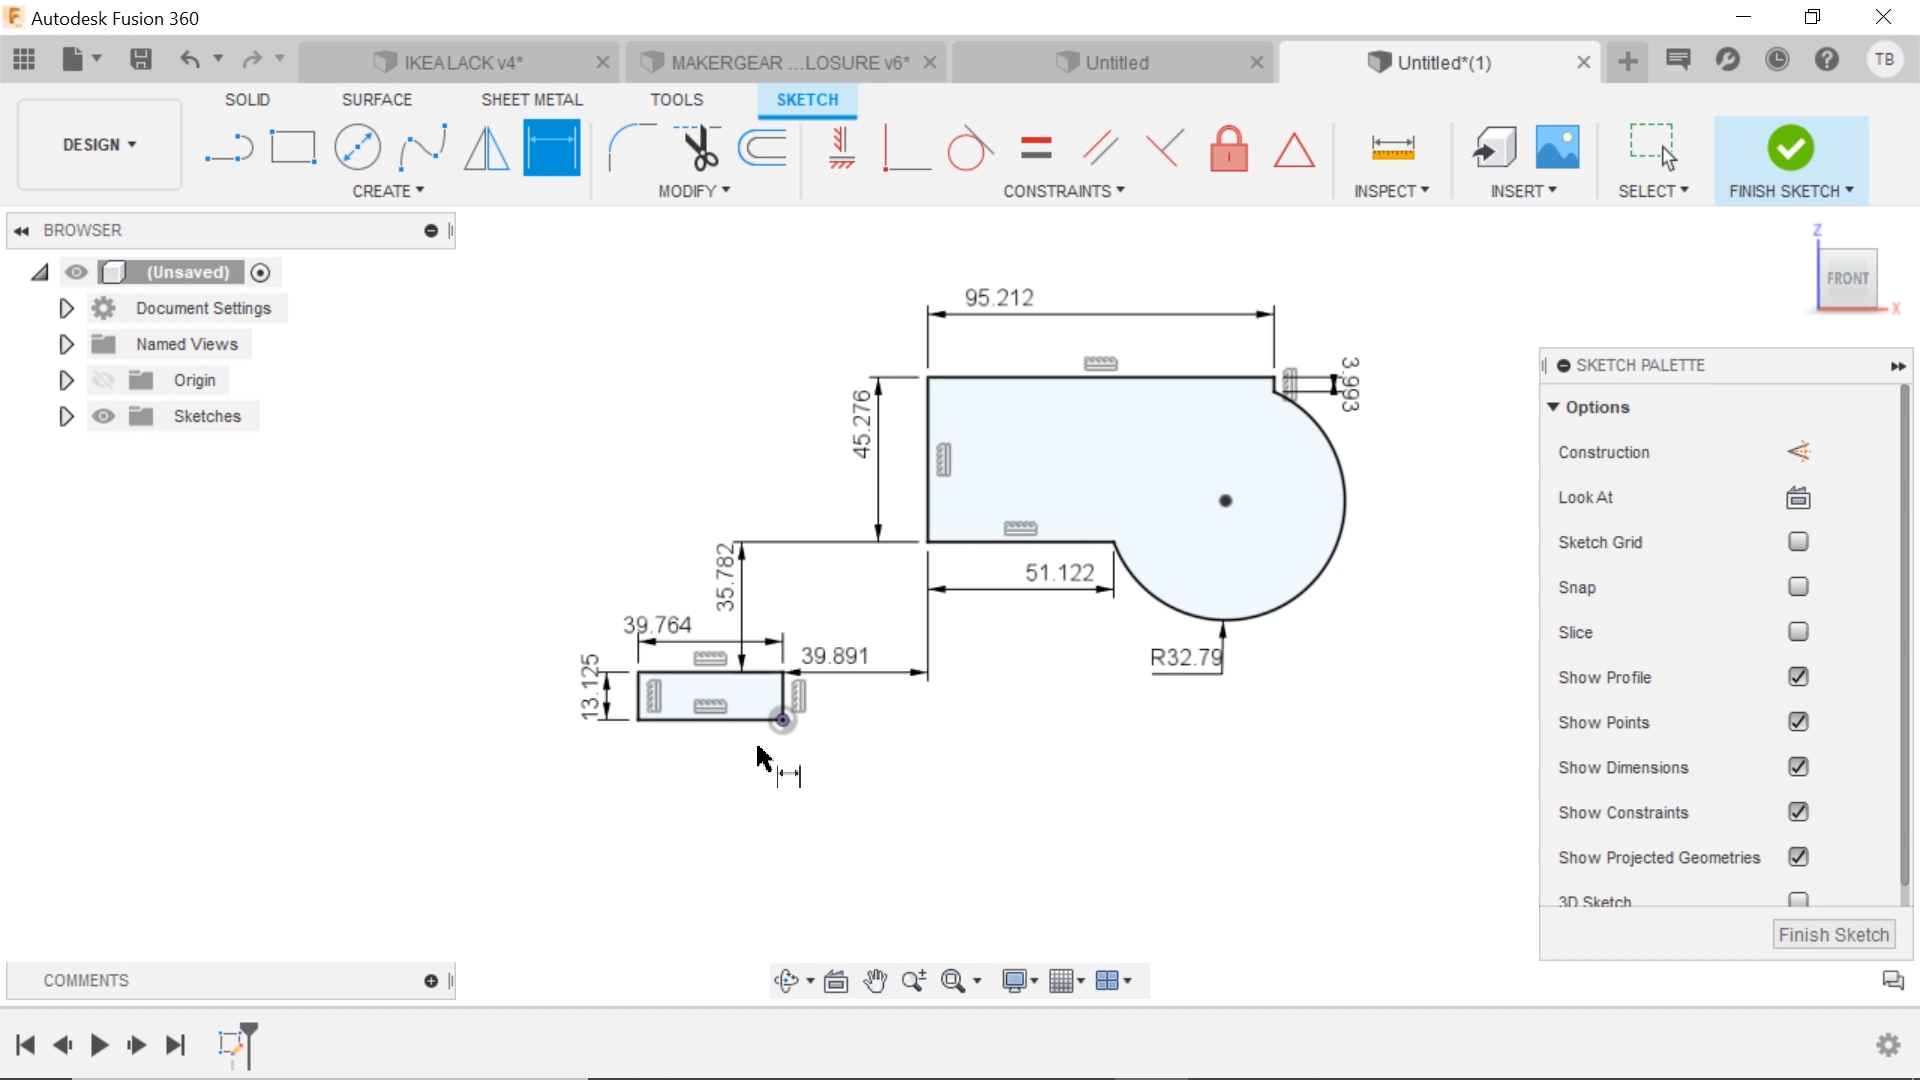 Autodesk Fusion 360
IKEA LACK v4*
MAKERGEAR ...LOSURE v6*
Untitled
Untitled*(1)
TB
DESIGN
SOLID
SURFACE
SHEET METAL
TOOLS
SKETCH
CREATE
MODIFY
CONSTRAINTS
INSPECT
INSERT
SELECT
FINISH SKETCH
BROWSER
(Unsaved)
Document Settings
Named Views
Origin
Sketches
Z
FRONT
X
95.212
3.993
45.276
51.122
35.782
39.764
39.891
13.125
R32.79
SKETCH PALETTE
Options
Construction
Look At
Sketch Grid
Snap
Slice
Show Profile
Show Points
Show Dimensions
Show Constraints
Show Projected Geometries
3D Sketch
Finish Sketch
COMMENTS